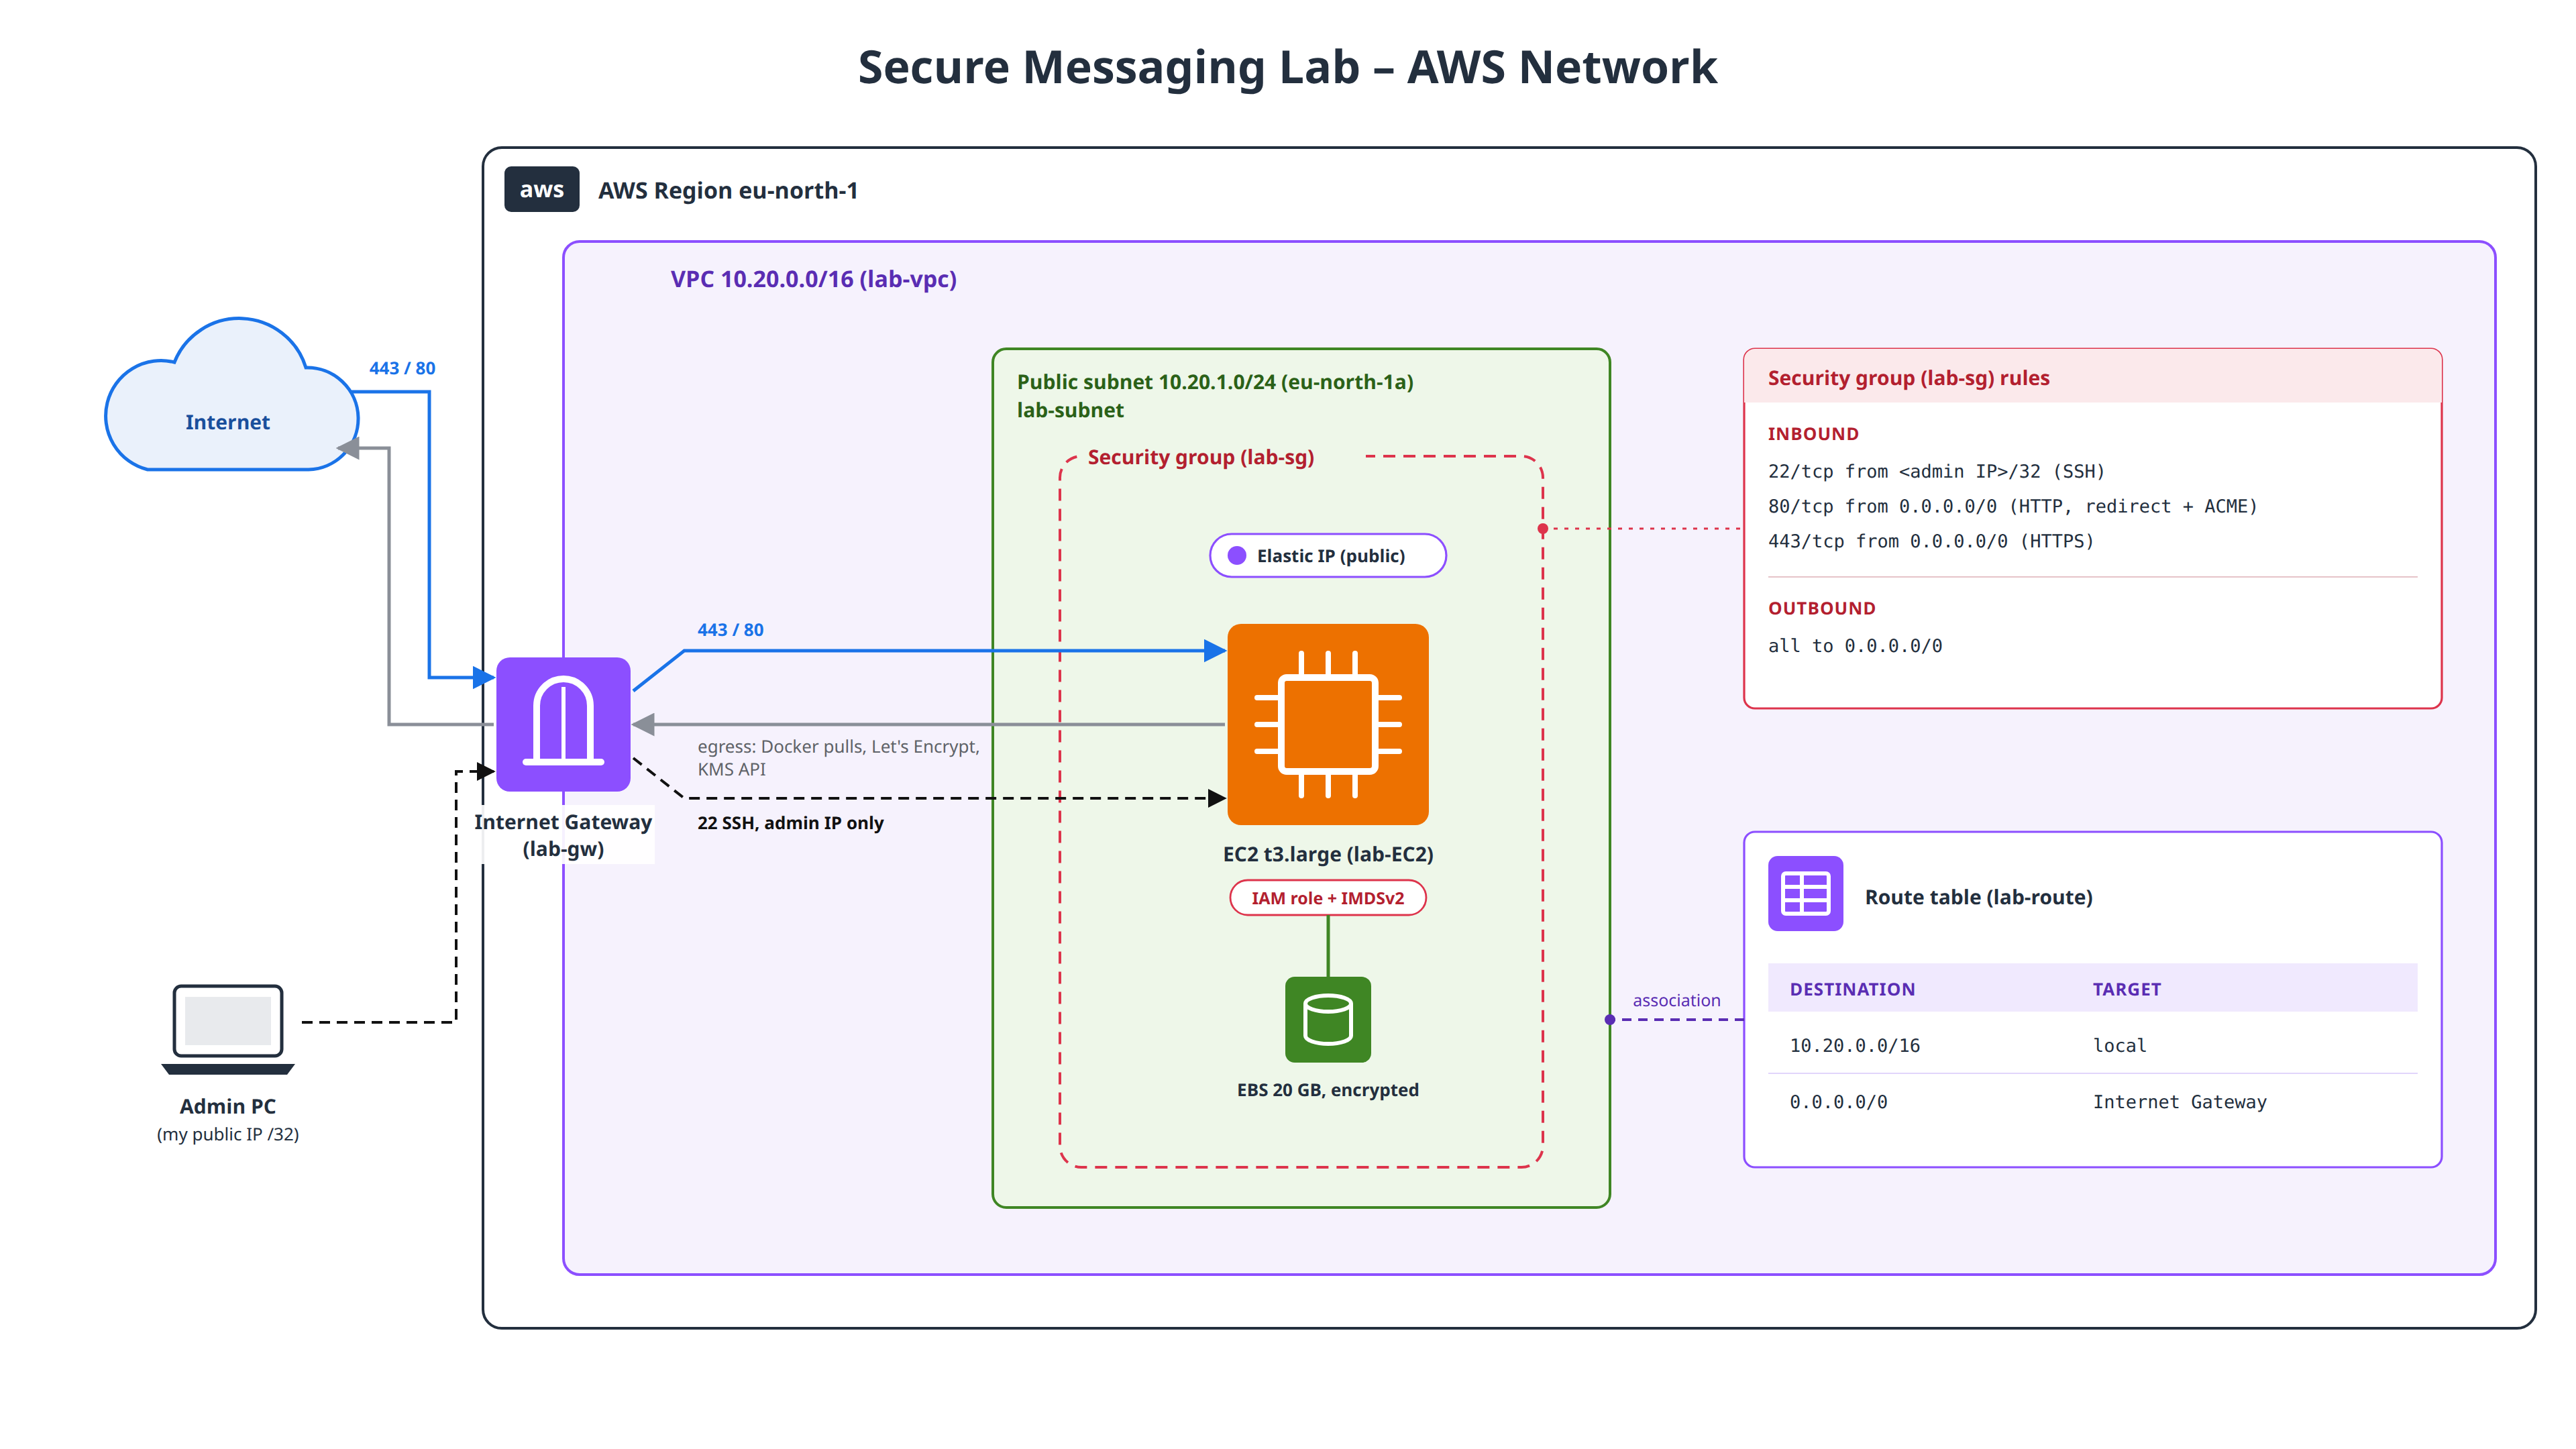 Secure Messaging Lab – AWS Network
aws
AWS Region eu-north-1
VPC 10.20.0.0/16 (lab-vpc)
443 / 80
Internet
Public subnet 10.20.1.0/24 (eu-north-1a)
lab-subnet
Security group (lab-sg)
Elastic IP (public)
443 / 80
egress: Docker pulls, Let's Encrypt,
KMS API
22 SSH, admin IP only
Internet Gateway
(lab-gw)
EC2 t3.large (lab-EC2)
IAM role + IMDSv2
EBS 20 GB, encrypted
Admin PC
(my public IP /32)
Security group (lab-sg) rules
INBOUND
22/tcp from <admin IP>/32 (SSH)
80/tcp from 0.0.0.0/0 (HTTP, redirect + ACME)
443/tcp from 0.0.0.0/0 (HTTPS)
OUTBOUND
all to 0.0.0.0/0
association
Route table (lab-route)
DESTINATION TARGET
10.20.0.0/16 local
0.0.0.0/0 Internet Gateway